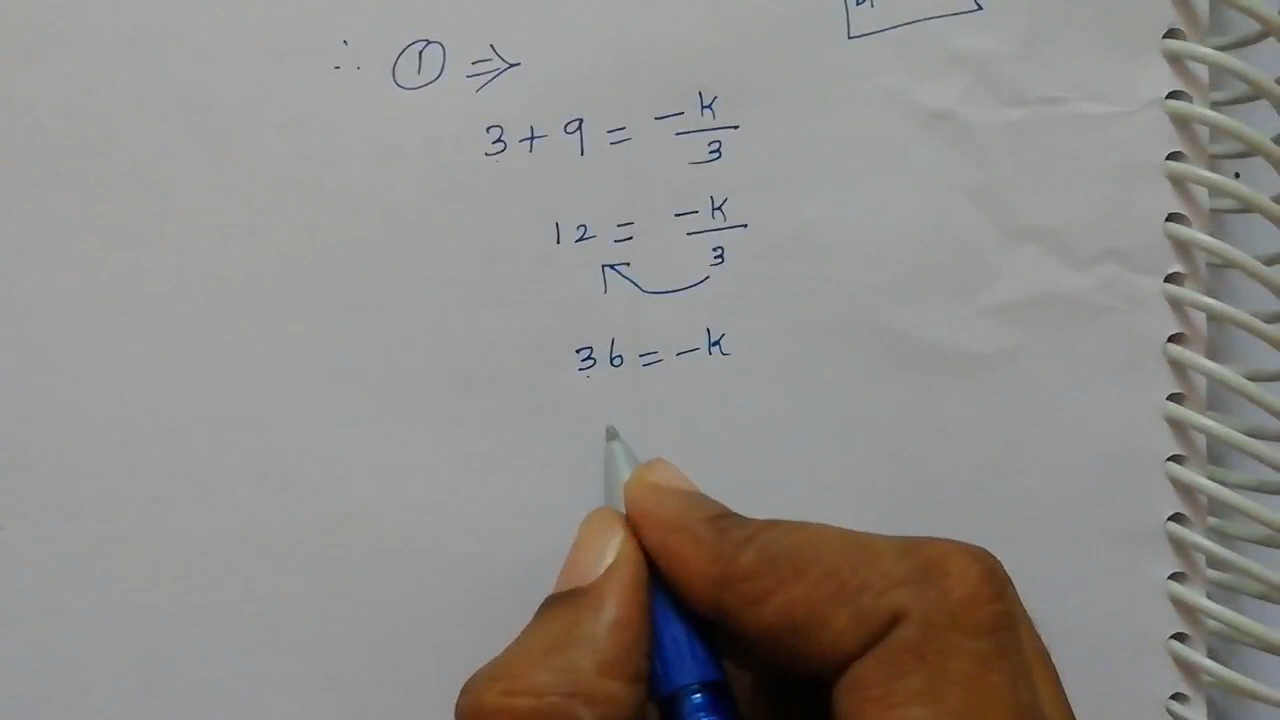 ∴ ① ⇒
3 + 9 = -k/3
12 = -k/3
36 = -k